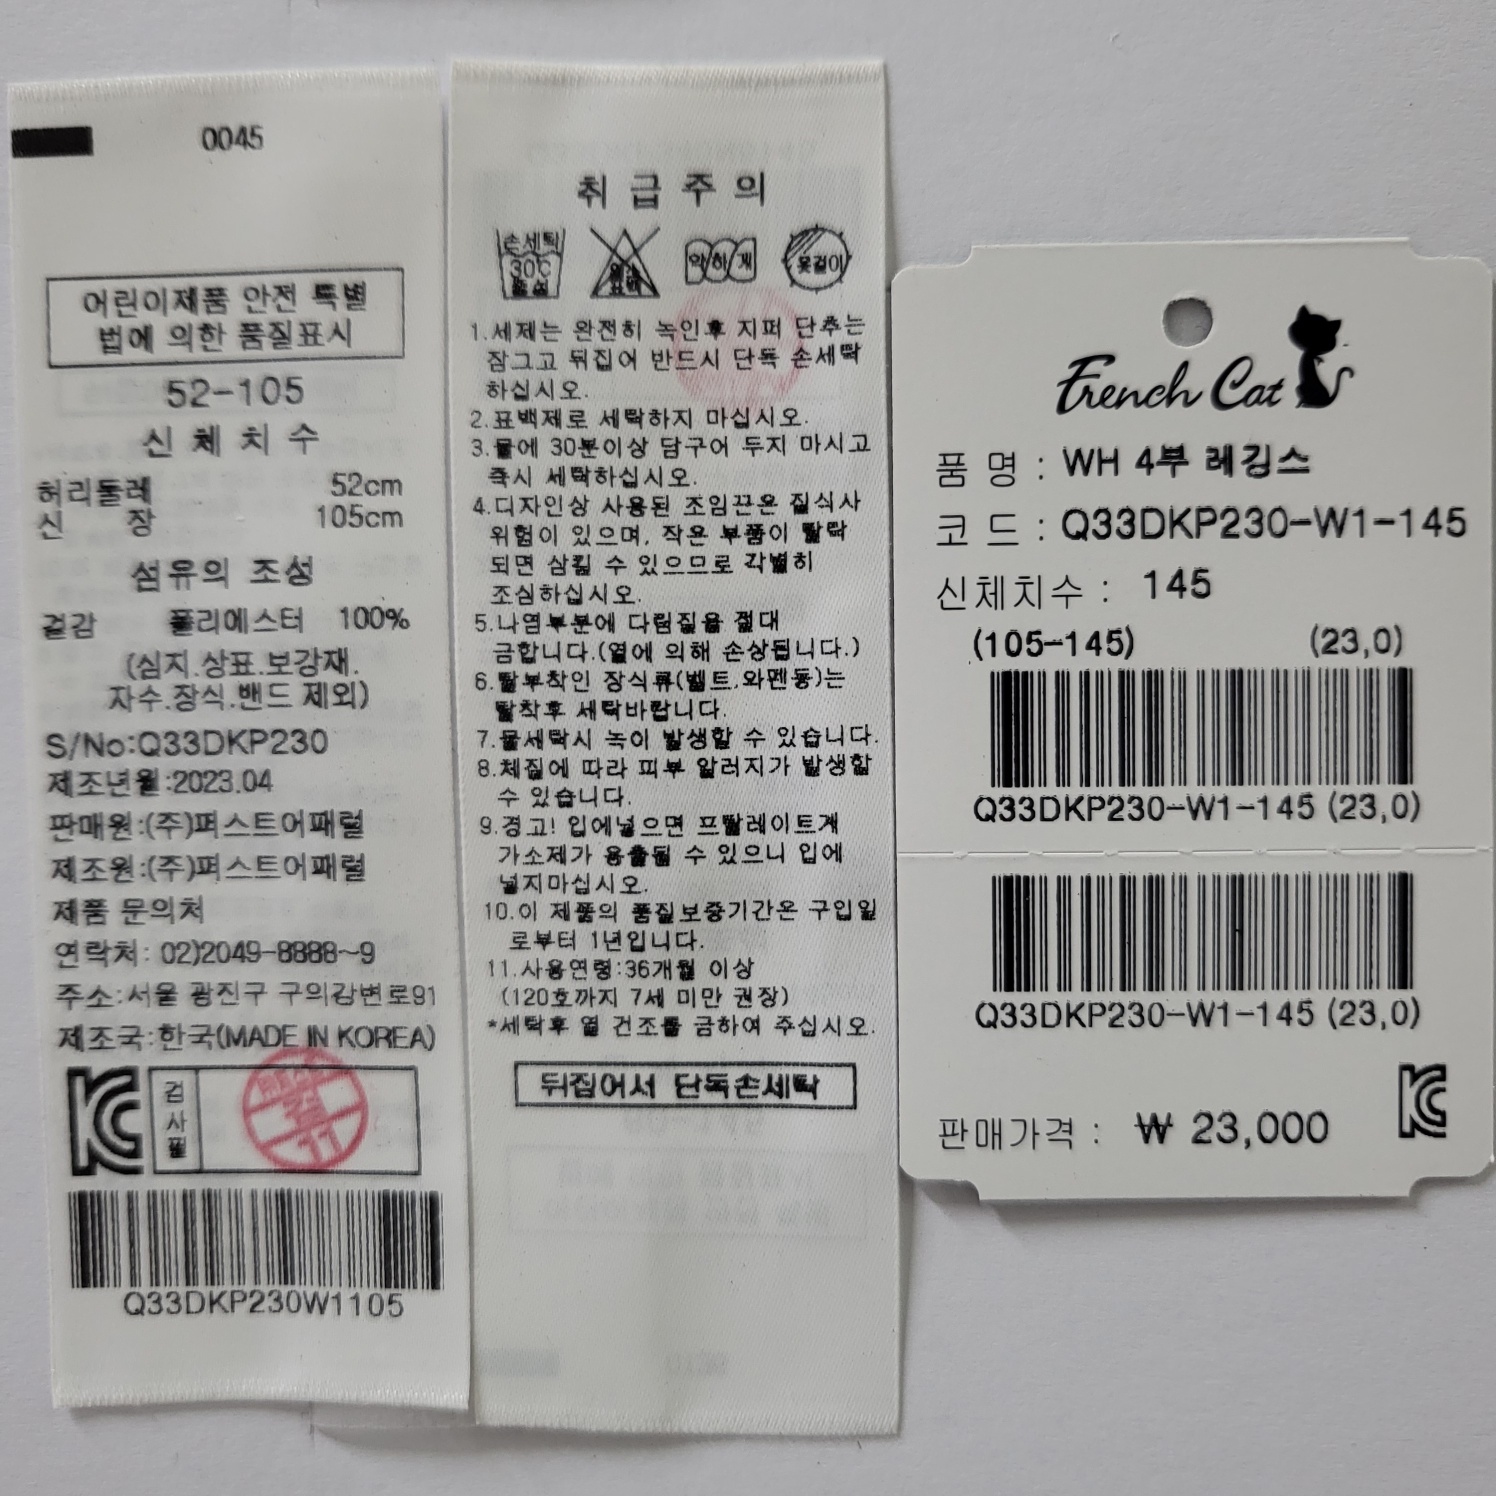 0045
어린이제품 안전 특별
법에 의한 품질표시
52-105
신 체 치 수
허리둘레 52cm
신 장 105cm
섬유의 조성
겉감 폴리에스터 100%
(심지.상표.보강재.
자수.장식.밴드 제외)
S/No:Q33DKP230
제조년월:2023.04
판매원:(주)퍼스트어패럴
제조원:(주)퍼스트어패럴
제품 문의처
연락처: 02)2049-8888~9
주소:서울 광진구 구의강변로91
제조국:한국(MADE IN KOREA)
KC
검사필
Q33DKP230W1105
취 급 주 의
손세탁
30℃
중성
염소
표백
약하게
옷걸이
1.세제는 완전히 녹인후 지퍼 단추는
잠그고 뒤집어 반드시 단독 손세탁
하십시오.
2.표백제로 세탁하지 마십시오.
3.물에 30분이상 담구어 두지 마시고
즉시 세탁하십시오.
4.디자인상 사용된 조임끈은 질식사
위험이 있으며, 작은 부품이 탈락
되면 삼킬 수 있으므로 각별히
조심하십시오.
5.나염부분에 다림질을 절대
금합니다.(열에 의해 손상됩니다.)
6.탈부착인 장식류(벨트.와펜등)는
탈착후 세탁바랍니다.
7.물세탁시 녹이 발생할 수 있습니다.
8.체질에 따라 피부 알러지가 발생할
수 있습니다.
9.경고! 입에넣으면 프탈레이트계
가소제가 용출될 수 있으니 입에
넣지마십시오.
10.이 제품의 품질보증기간은 구입일
로부터 1년입니다.
11.사용연령:36개월 이상
(120호까지 7세 미만 권장)
*세탁후 열 건조를 금하여 주십시오.
뒤집어서 단독손세탁
French Cat
품 명 : WH 4부 레깅스
코 드 : Q33DKP230-W1-145
신체치수 : 145
(105-145) (23,0)
Q33DKP230-W1-145 (23,0)
Q33DKP230-W1-145 (23,0)
판매가격 : ₩ 23,000
KC